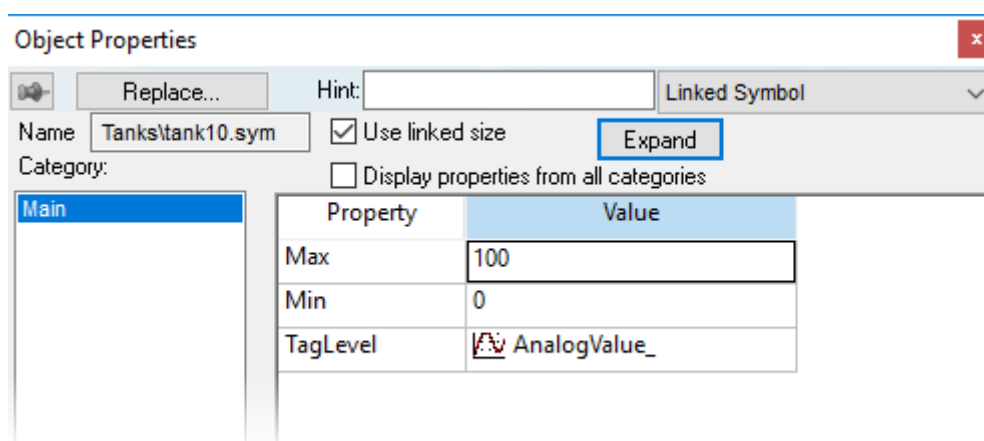 Object Properties
x
Replace...
Hint:
Linked Symbol
Name
Tanks\tank10.sym
Use linked size
Expand
Category:
Display properties from all categories
Main
Property Value
Max 100
Min 0
TagLevel AnalogValue_